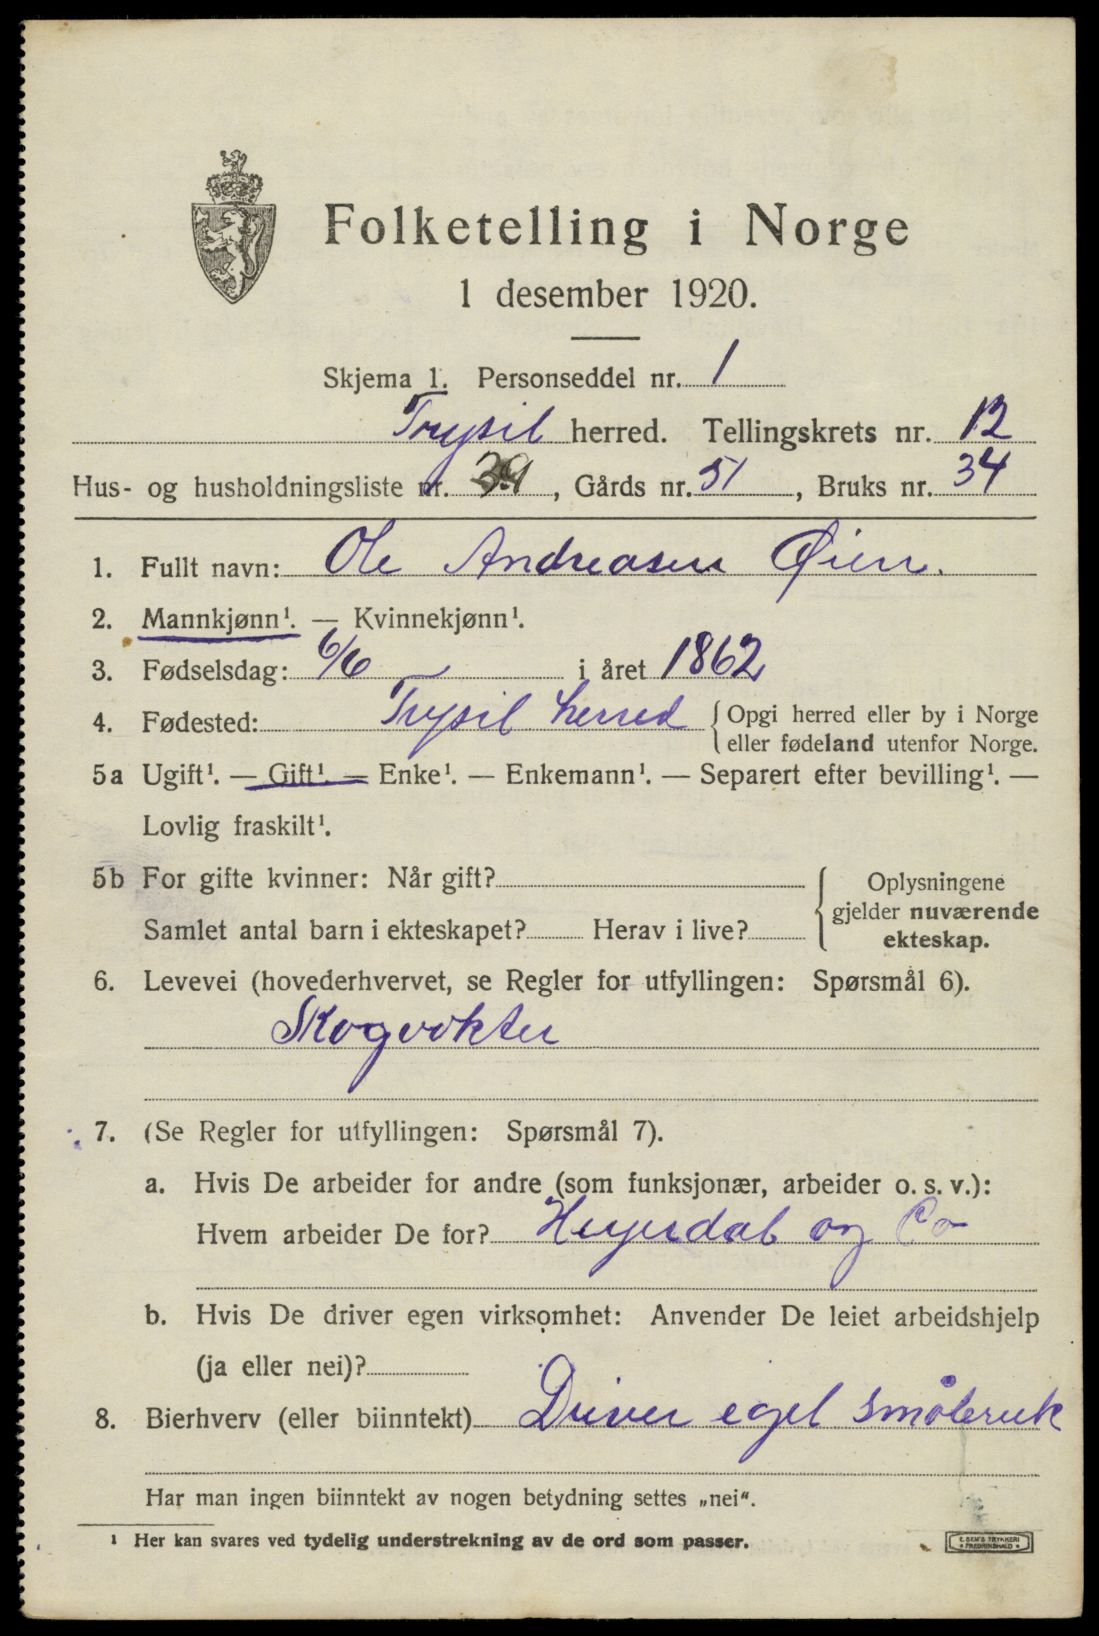 Folketelling i Norge
1 desember 1920.
Skjema 1. Personseddel nr. 1
Trysil herred. Tellingskrets nr. 12
Hus- og husholdningsliste nr. , Gårds nr. 51, Bruks nr. 34
1. Fullt navn: Ole Andreasen Øien.
2. Mannkjønn¹. — Kvinnekjønn¹.
3. Fødselsdag: 6/6 i året 1862
4. Fødested: Trysil herred {Opgi herred eller by i Norge
eller fødeland utenfor Norge.
5a Ugift¹. — Gift¹. — Enke¹. — Enkemann¹. — Separert efter bevilling¹. —
Lovlig fraskilt¹.
5b For gifte kvinner: Når gift? { Oplysningene
gjelder nuværende
Samlet antal barn i ekteskapet? Herav i live? ekteskap.
6. Levevei (hovederhvervet, se Regler for utfyllingen: Spørsmål 6).
Skogvokter
7. (Se Regler for utfyllingen: Spørsmål 7).
a. Hvis De arbeider for andre (som funksjonær, arbeider o. s. v.):
Hvem arbeider De for? og Co
b. Hvis De driver egen virksomhet: Anvender De leiet arbeidshjelp
(ja eller nei)?
8. Bierhverv (eller biinntekt) Driver eget småbruk
Har man ingen biinntekt av nogen betydning settes „nei“.
¹ Her kan svares ved tydelig understrekning av de ord som passer.
E. SEM'S TRYKKERI
• FREDRIKSHALD •